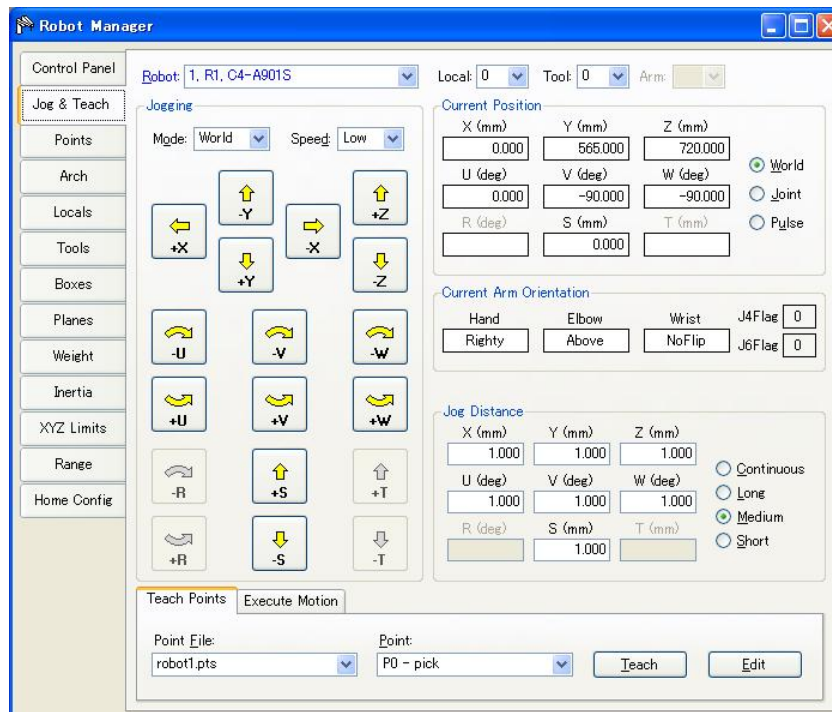 Robot Manager
Control Panel
Jog & Teach
Points
Arch
Locals
Tools
Boxes
Planes
Weight
Inertia
XYZ Limits
Range
Home Config
Robot: 1, R1, C4-A901S
Local: 0 Tool: 0 Arm:
Jogging
Mode: World Speed: Low
-Y +Z
+X -X
+Y -Z
-U -V -W
+U +V +W
-R +S +T
+R -S -T
Current Position
X (mm) Y (mm) Z (mm)
0.000 565.000 720.000
U (deg) V (deg) W (deg)
0.000 -90.000 -90.000
R (deg) S (mm) T (mm)
0.000
World
Joint
Pulse
Current Arm Orientation
Hand Elbow Wrist J4Flag 0
Righty Above NoFlip J6Flag 0
Jog Distance
X (mm) Y (mm) Z (mm)
1.000 1.000 1.000
U (deg) V (deg) W (deg)
1.000 1.000 1.000
R (deg) S (mm) T (mm)
1.000
Continuous
Long
Medium
Short
Teach Points Execute Motion
Point File: Point:
robot1.pts P0 - pick Teach Edit